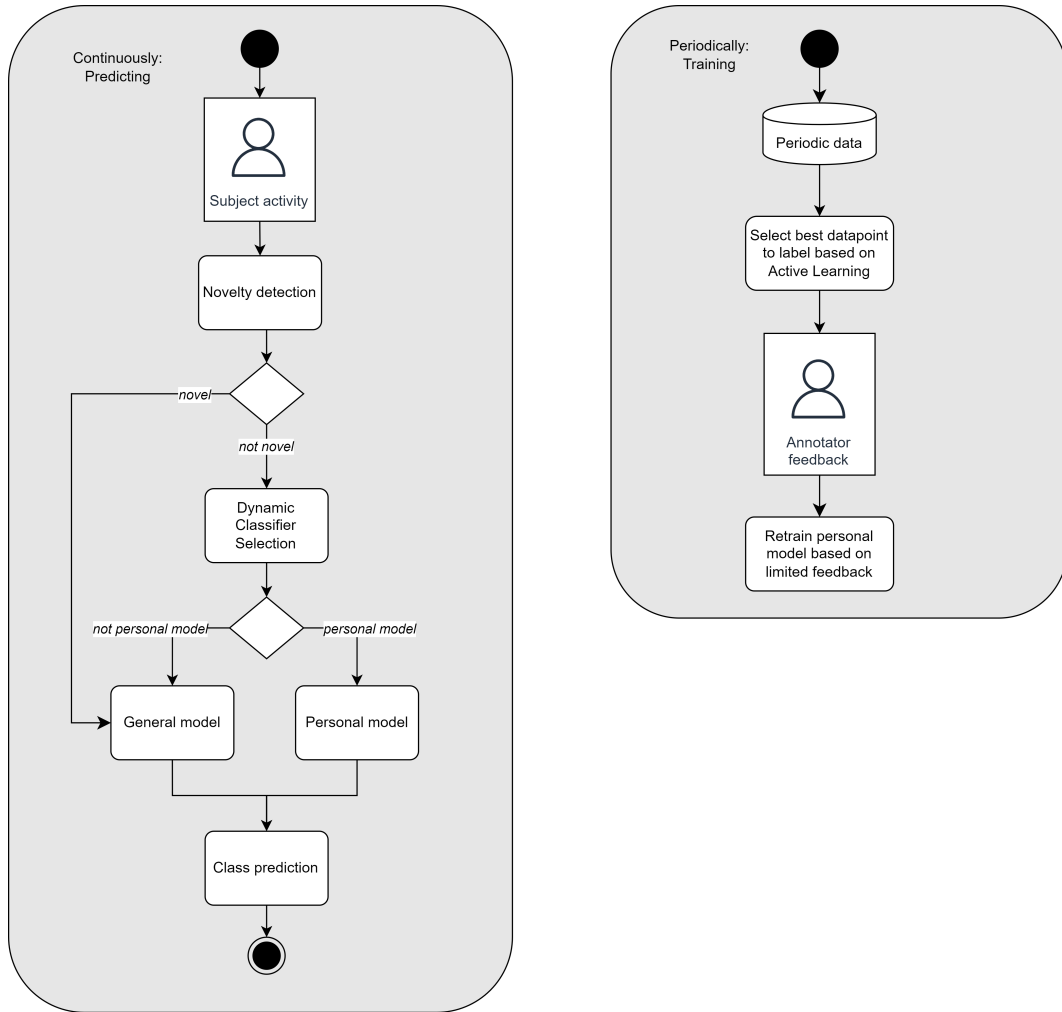 Continuously:
Predicting
Subject activity
Novelty detection
novel
not novel
Dynamic
Classifier
Selection
not personal model
personal model
General model
Personal model
Class prediction
Periodically:
Training
Periodic data
Select best datapoint
to label based on
Active Learning
Annotator
feedback
Retrain personal
model based on
limited feedback